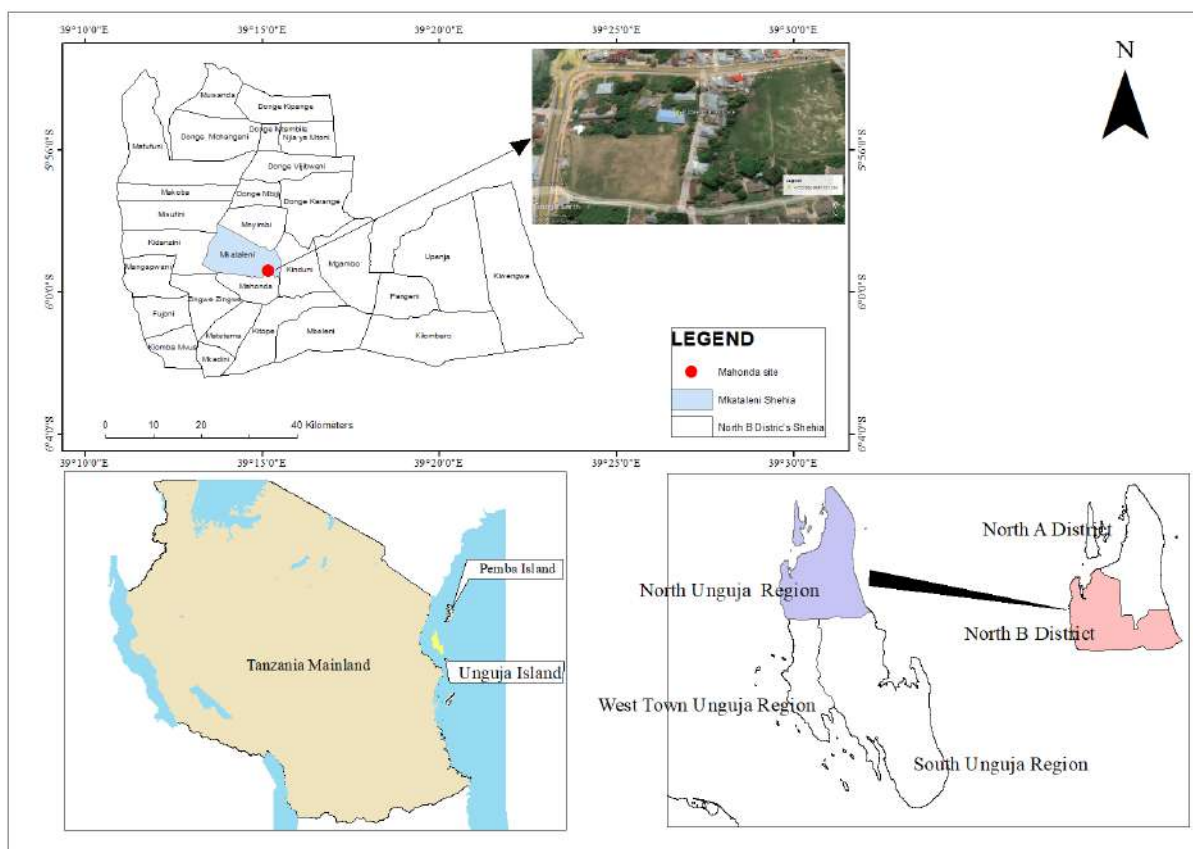 39°10'0"E
39°15'0"E
39°20'0"E
39°25'0"E
39°30'0"E
N
5°56'0"S
6°0'0"S
6°4'0"S
5°56'0"S
6°0'0"S
6°4'0"S
Muwanda
Donge Kipange
Matufuni
Donge Mchangani
Donge Mtambile
Njia ya Mtoni
Donge Vijibweni
Makoba
Donge Mbiji
Donge Karange
Misufini
Mnyimbi
Kidanzini
Mkataleni
Mangapwani
Kinduni
Mgambo
Upanja
Kiwengwa
Mahonda
Zingwe Zingwe
Pangeni
Fujoni
Kitope
Mbaleni
Kilombero
Kiomba Mvua
Mkadini
Legend
LEGEND
Mahonda site
Mkataleni Shehia
North B Distric's Shehia
0 10 20 40 Kilometers
39°10'0"E
39°15'0"E
39°20'0"E
39°25'0"E
39°30'0"E
Pemba Island
Tanzania Mainland
Unguja Island
North A District
North Unguja Region
North B District
West Town Unguja Region
South Unguja Region